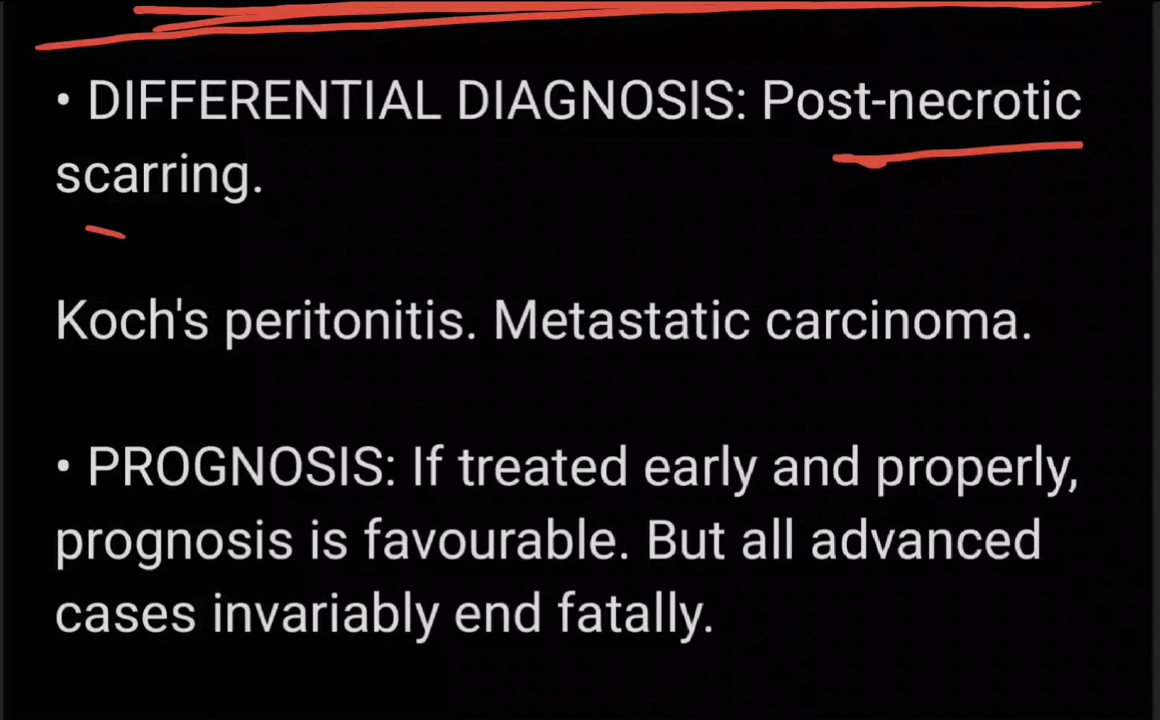 • DIFFERENTIAL DIAGNOSIS: Post-necrotic
scarring.
Koch's peritonitis. Metastatic carcinoma.
• PROGNOSIS: If treated early and properly,
prognosis is favourable. But all advanced
cases invariably end fatally.